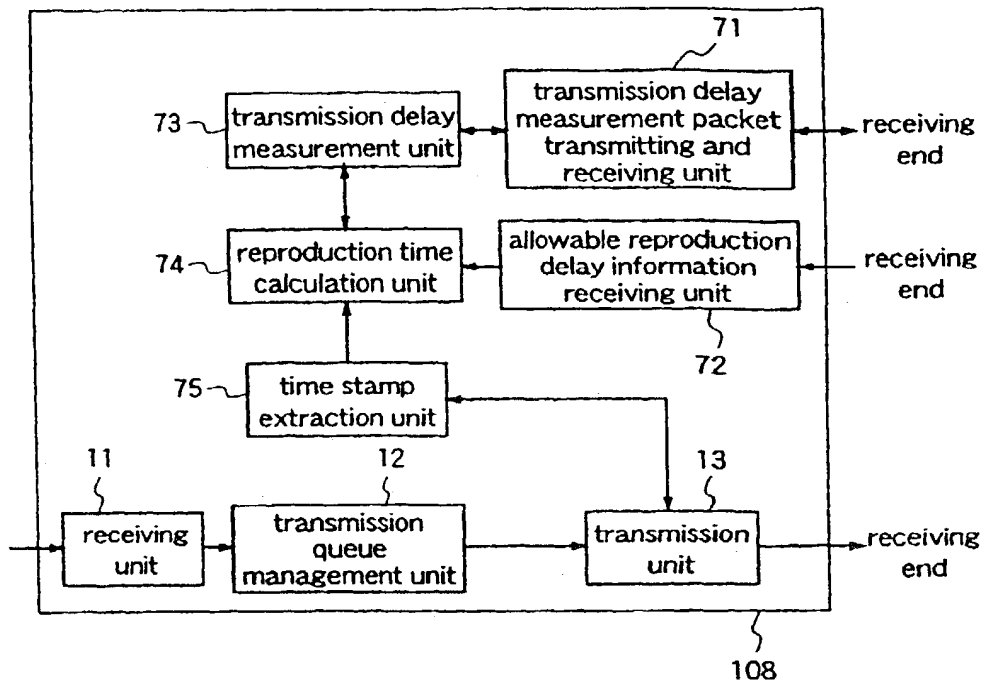 71
73
transmission delay
measurement unit
transmission delay
measurement packet
transmitting and
receiving unit
receiving
end
74
reproduction time
calculation unit
allowable reproduction
delay information
receiving unit
receiving
end
72
75
time stamp
extraction unit
11
12
13
receiving
unit
transmission
queue
management unit
transmission
unit
receiving
end
108